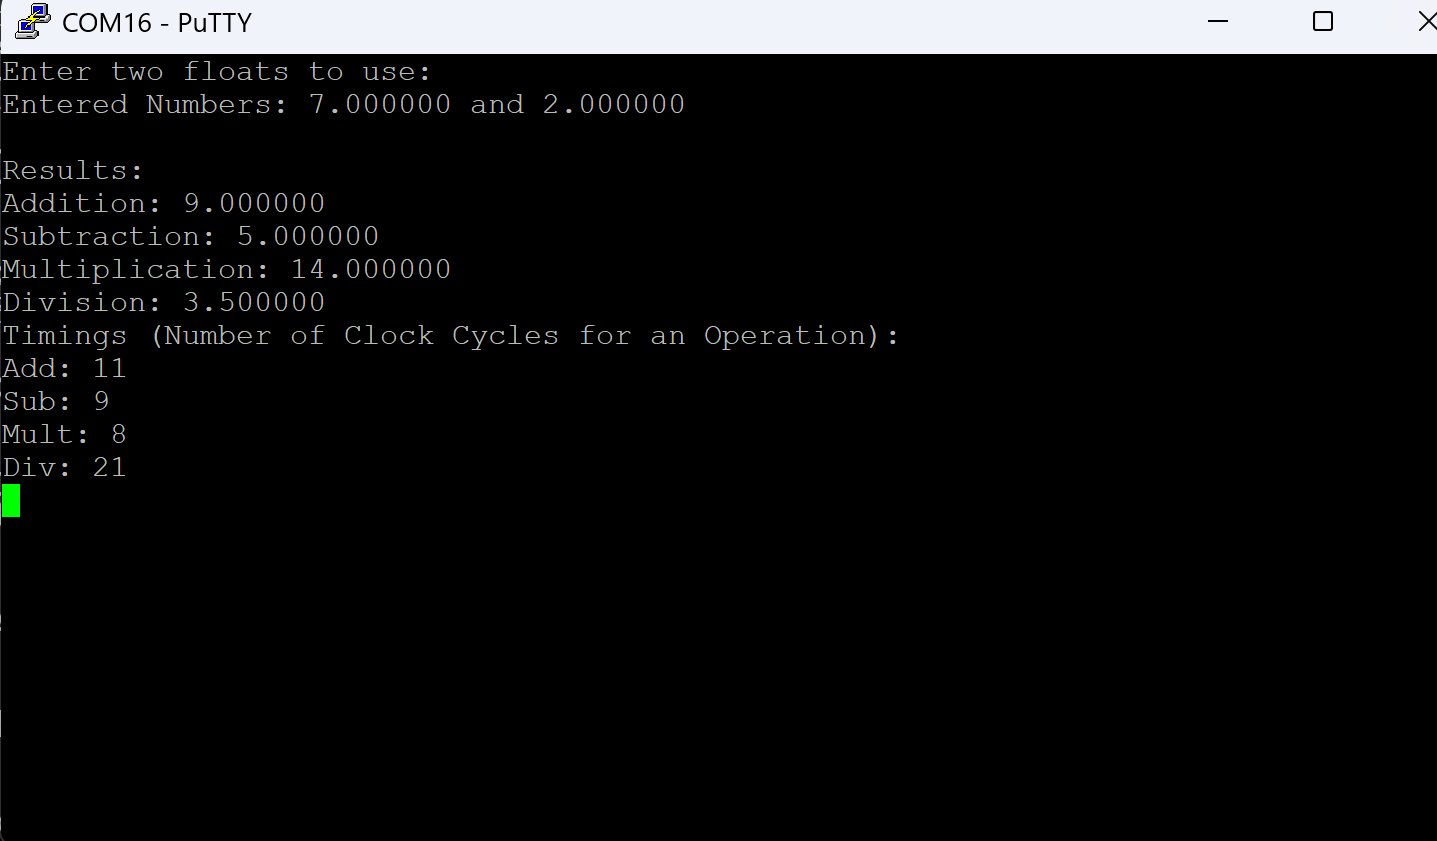 COM16 - PuTTY
Enter two floats to use:
Entered Numbers: 7.000000 and 2.000000
Results:
Addition: 9.000000
Subtraction: 5.000000
Multiplication: 14.000000
Division: 3.500000
Timings (Number of Clock Cycles for an Operation):
Add: 11
Sub: 9
Mult: 8
Div: 21